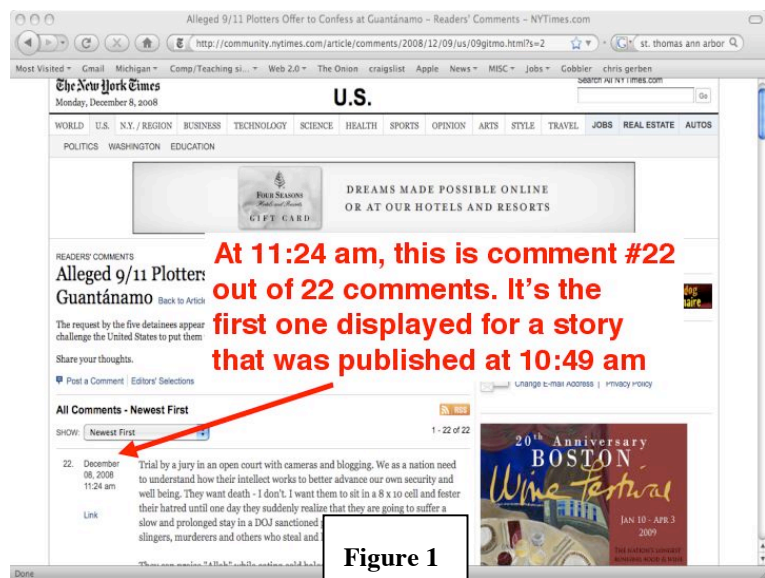 Alleged 9/11 Plotters Offer to Confess at Guantánamo – Readers' Comments – NYTimes.com
http://community.nytimes.com/article/comments/2008/12/09/us/09gitmo.html?s=2
st. thomas ann arbor
Most Visited Gmail Michigan Comp/Teaching si... Web 2.0 The Onion craigslist Apple News MISC Jobs Gobbler chris gerben
The New York Times
Monday, December 8, 2008
U.S.
Search All NYTimes.com
Go
WORLD U.S. N.Y. / REGION BUSINESS TECHNOLOGY SCIENCE HEALTH SPORTS OPINION ARTS STYLE TRAVEL JOBS REAL ESTATE AUTOS
POLITICS WASHINGTON EDUCATION
FOUR SEASONS
Hotels and Resorts
GIFT CARD
DREAMS MADE POSSIBLE ONLINE
OR AT OUR HOTELS AND RESORTS
At 11:24 am, this is comment #22
out of 22 comments. It's the
first one displayed for a story
that was published at 10:49 am
READERS' COMMENTS
Alleged 9/11 Plotters
Guantánamo Back to Article
The request by the five detainees appear
challenge the United States to put them
Share your thoughts.
Post a Comment Editors' Selections
Change E-mail Address | Privacy Policy
All Comments - Newest First
RSS
SHOW: Newest First
1 - 22 of 22
22. December
08, 2008
11:24 am
Link
Trial by a jury in an open court with cameras and blogging. We as a nation need
to understand how their intellect works to better advance our own security and
well being. They want death - I don't. I want them to sit in a 8 x 10 cell and fester
their hatred until one day they suddenly realize that they are going to suffer a
slow and prolonged stay in a DOJ sanctioned
slingers, murderers and others who steal and
20th Anniversary
BOSTON
Wine Festival
JAN 10 - APR 3
2009
Figure 1
Done